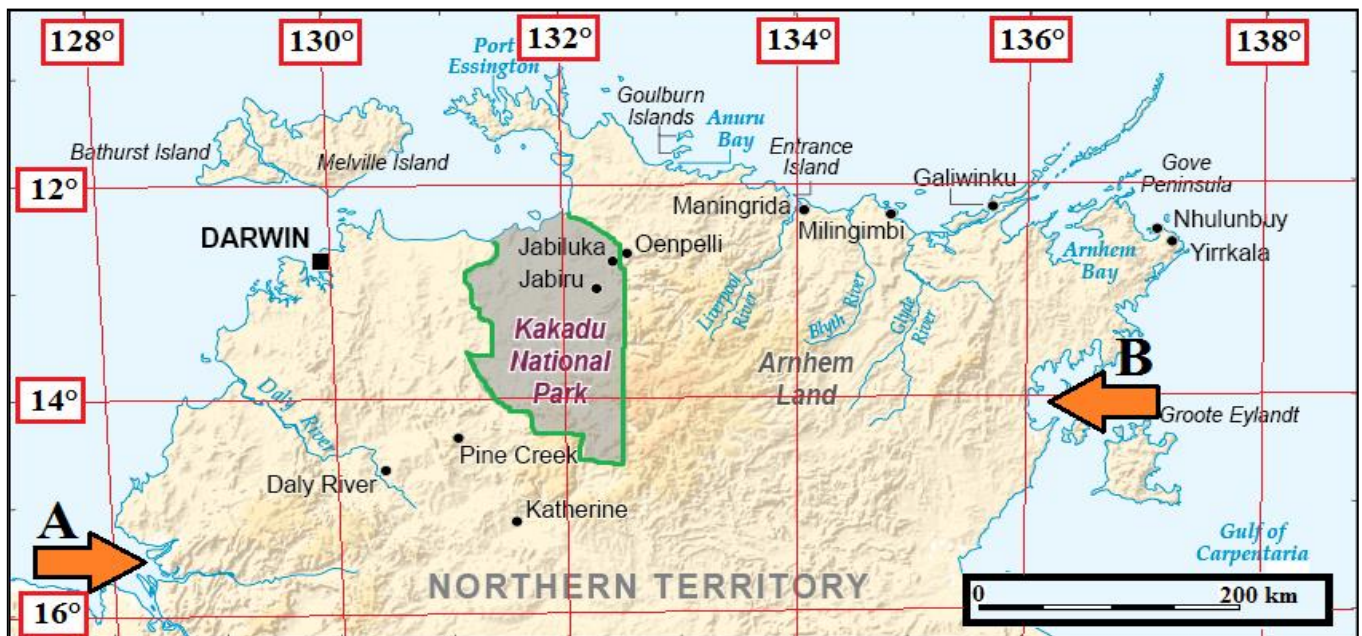 128°
130°
132°
134°
136°
138°
Port
Essington
Goulburn
Islands
Anuru
Bay
Bathurst Island
Melville Island
Entrance
Island
Galiwinku
Gove
Peninsula
12°
Maningrida
Milingimbi
Nhulunbuy
DARWIN
Jabiluka
Oenpelli
Arnhem
Bay
Yirrkala
Jabiru
Liverpool
River
Blyth River
Glyde
River
Kakadu
National
Park
Arnhem
Land
B
14°
Daly
River
Groote Eylandt
Pine Creek
Daly River
Katherine
A
Gulf of
Carpentaria
NORTHERN TERRITORY
16°
0 200 km